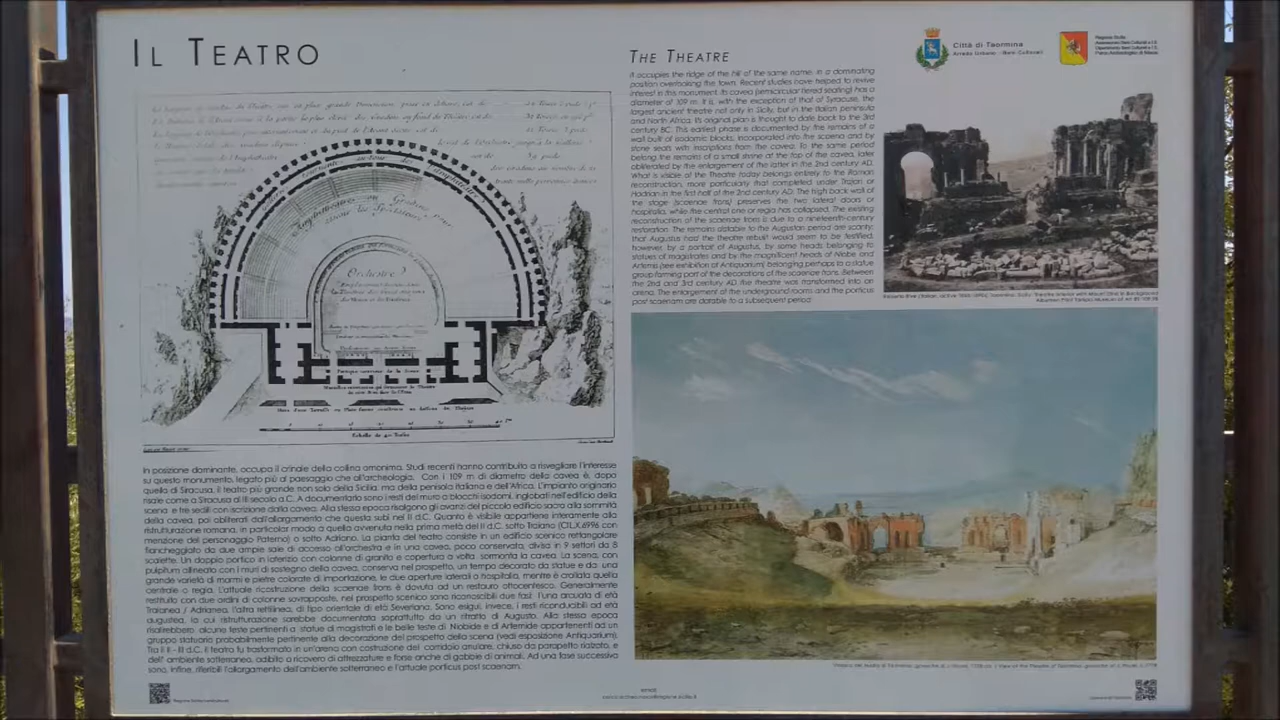 IL TEATRO
THE THEATRE
Città di Taormina
Arredo Urbano - Beni Culturali
Regione Sicilia
It occupies the ridge of the hill of the same name, in a dominating
position overlooking the town. Recent studies have helped to revive
interest in this monument. Its cavea (semicircular tiered seating) has a
diameter of 109 m. It is, with the exception of that of Syracuse, the
largest ancient theatre not only in Sicily, but in the Italian peninsula
and North Africa. Its original plan is thought to date back to the 3rd
century BC. This earliest phase is documented by the remains of a
wall built of isodomic blocks, incorporated into the scaena and by
stone seats with inscriptions from the cavea. To the same period
belong the remains of a small shrine at the top of the cavea, later
obliterated by the enlargement of the latter in the 2nd century AD.
What is visible of the Theatre today belongs entirely to the Roman
reconstruction, more particularly that completed under Trajan or
Hadrian in the first half of the 2nd century AD. The high back wall of
the stage (scaenae frons) preserves the two lateral doors or
hospitalia, while the central one or regia has collapsed. The existing
reconstruction of the scaenae frons is due to a nineteenth-century
restoration. The remains datable to the Augustan period are scanty;
that Augustus had the theatre rebuilt would seem to be testified,
however, by a portrait of Augustus, by some heads belonging to
statues of magistrates and by the magnificent heads of Niobe and
Artemis (see exhibition at Antiquarium) belonging perhaps to a statue
group forming part of the decorations of the scaenae frons. Between
the 2nd and 3rd century AD the theatre was transformed into an
arena. The enlargement of the underground rooms and the porticus
post scaenam are datable to a subsequent period
Orchestre
Echelle de 40 Toises
In posizione dominante, occupa il crinale della collina omonima. Studi recenti hanno contribuito a risvegliare l'interesse
su questo monumento, legato più al paesaggio che all'archeologia. Con i 109 m di diametro della cavea è, dopo
quella di Siracusa, il teatro più grande non solo della Sicilia, ma della penisola italiana e dell'Africa. L'impianto originario
risale come a Siracusa al III secolo a.C. A documentarlo sono i resti del muro a blocchi isodomi, inglobati nell'edificio della
scena e tre sedili con iscrizione dalla cavea. Alla stessa epoca risalgono gli avanzi del piccolo edificio sacro alla sommità
della cavea, poi obliterati dall'allargamento che questa subì nel II d.C. Quanto è visibile appartiene interamente alla
ristrutturazione romana, in particolar modo a quella avvenuta nella prima metà del II d.C. sotto Traiano (CIL,X,6996 con
menzione del personaggio Paterno) o sotto Adriano. La pianta del teatro consiste in un edificio scenico rettangolare
fiancheggiato da due ampie sale di accesso all'orchestra e in una cavea, poco conservata, divisa in 9 settori da 8
scalette. Un doppio portico in laterizio con colonne di granito e copertura a volta sormonta la cavea. La scena, con
pulpitum allineato con i muri di sostegno della cavea, conserva nel prospetto, un tempo decorato da statue e da una
grande varietà di marmi e pietre colorate di importazione, le due aperture laterali o hospitalia, mentre è crollata quella
centrale o regia. L'attuale ricostruzione della scaenae frons è dovuta ad un restauro ottocentesco. Generalmente
restituito con due ordini di colonne sovrapposte, nel prospetto scenico sono riconoscibili due fasi l'una arcuata di età
Traianea / Adrianea, l'altra rettilinea, di tipo orientale di età Severiana. Sono esigui, invece, i resti riconducibili ad età
augustea, la cui ristrutturazione sarebbe documentata soprattutto da un ritratto di Augusto. Alla stessa epoca
risalirebbero alcune teste pertinenti a statue di magistrati e le belle teste di Niobide e di Artemide appartenenti ad un
gruppo statuario probabilmente pertinente alla decorazione del prospetto della scena (vedi esposizione Antiquarium).
Tra il II - III d.C. il teatro fu trasformato in un'arena con costruzione del corridoio anulare, chiuso da parapetto rialzato, e
dell' ambiente sotterraneo, adibito a ricovero di attrezzature e forse anche di gabbie di animali. Ad una fase successiva
sono, infine, riferibili l'allargamento dell'ambiente sotterraneo e l'attuale porticus post scaenam.